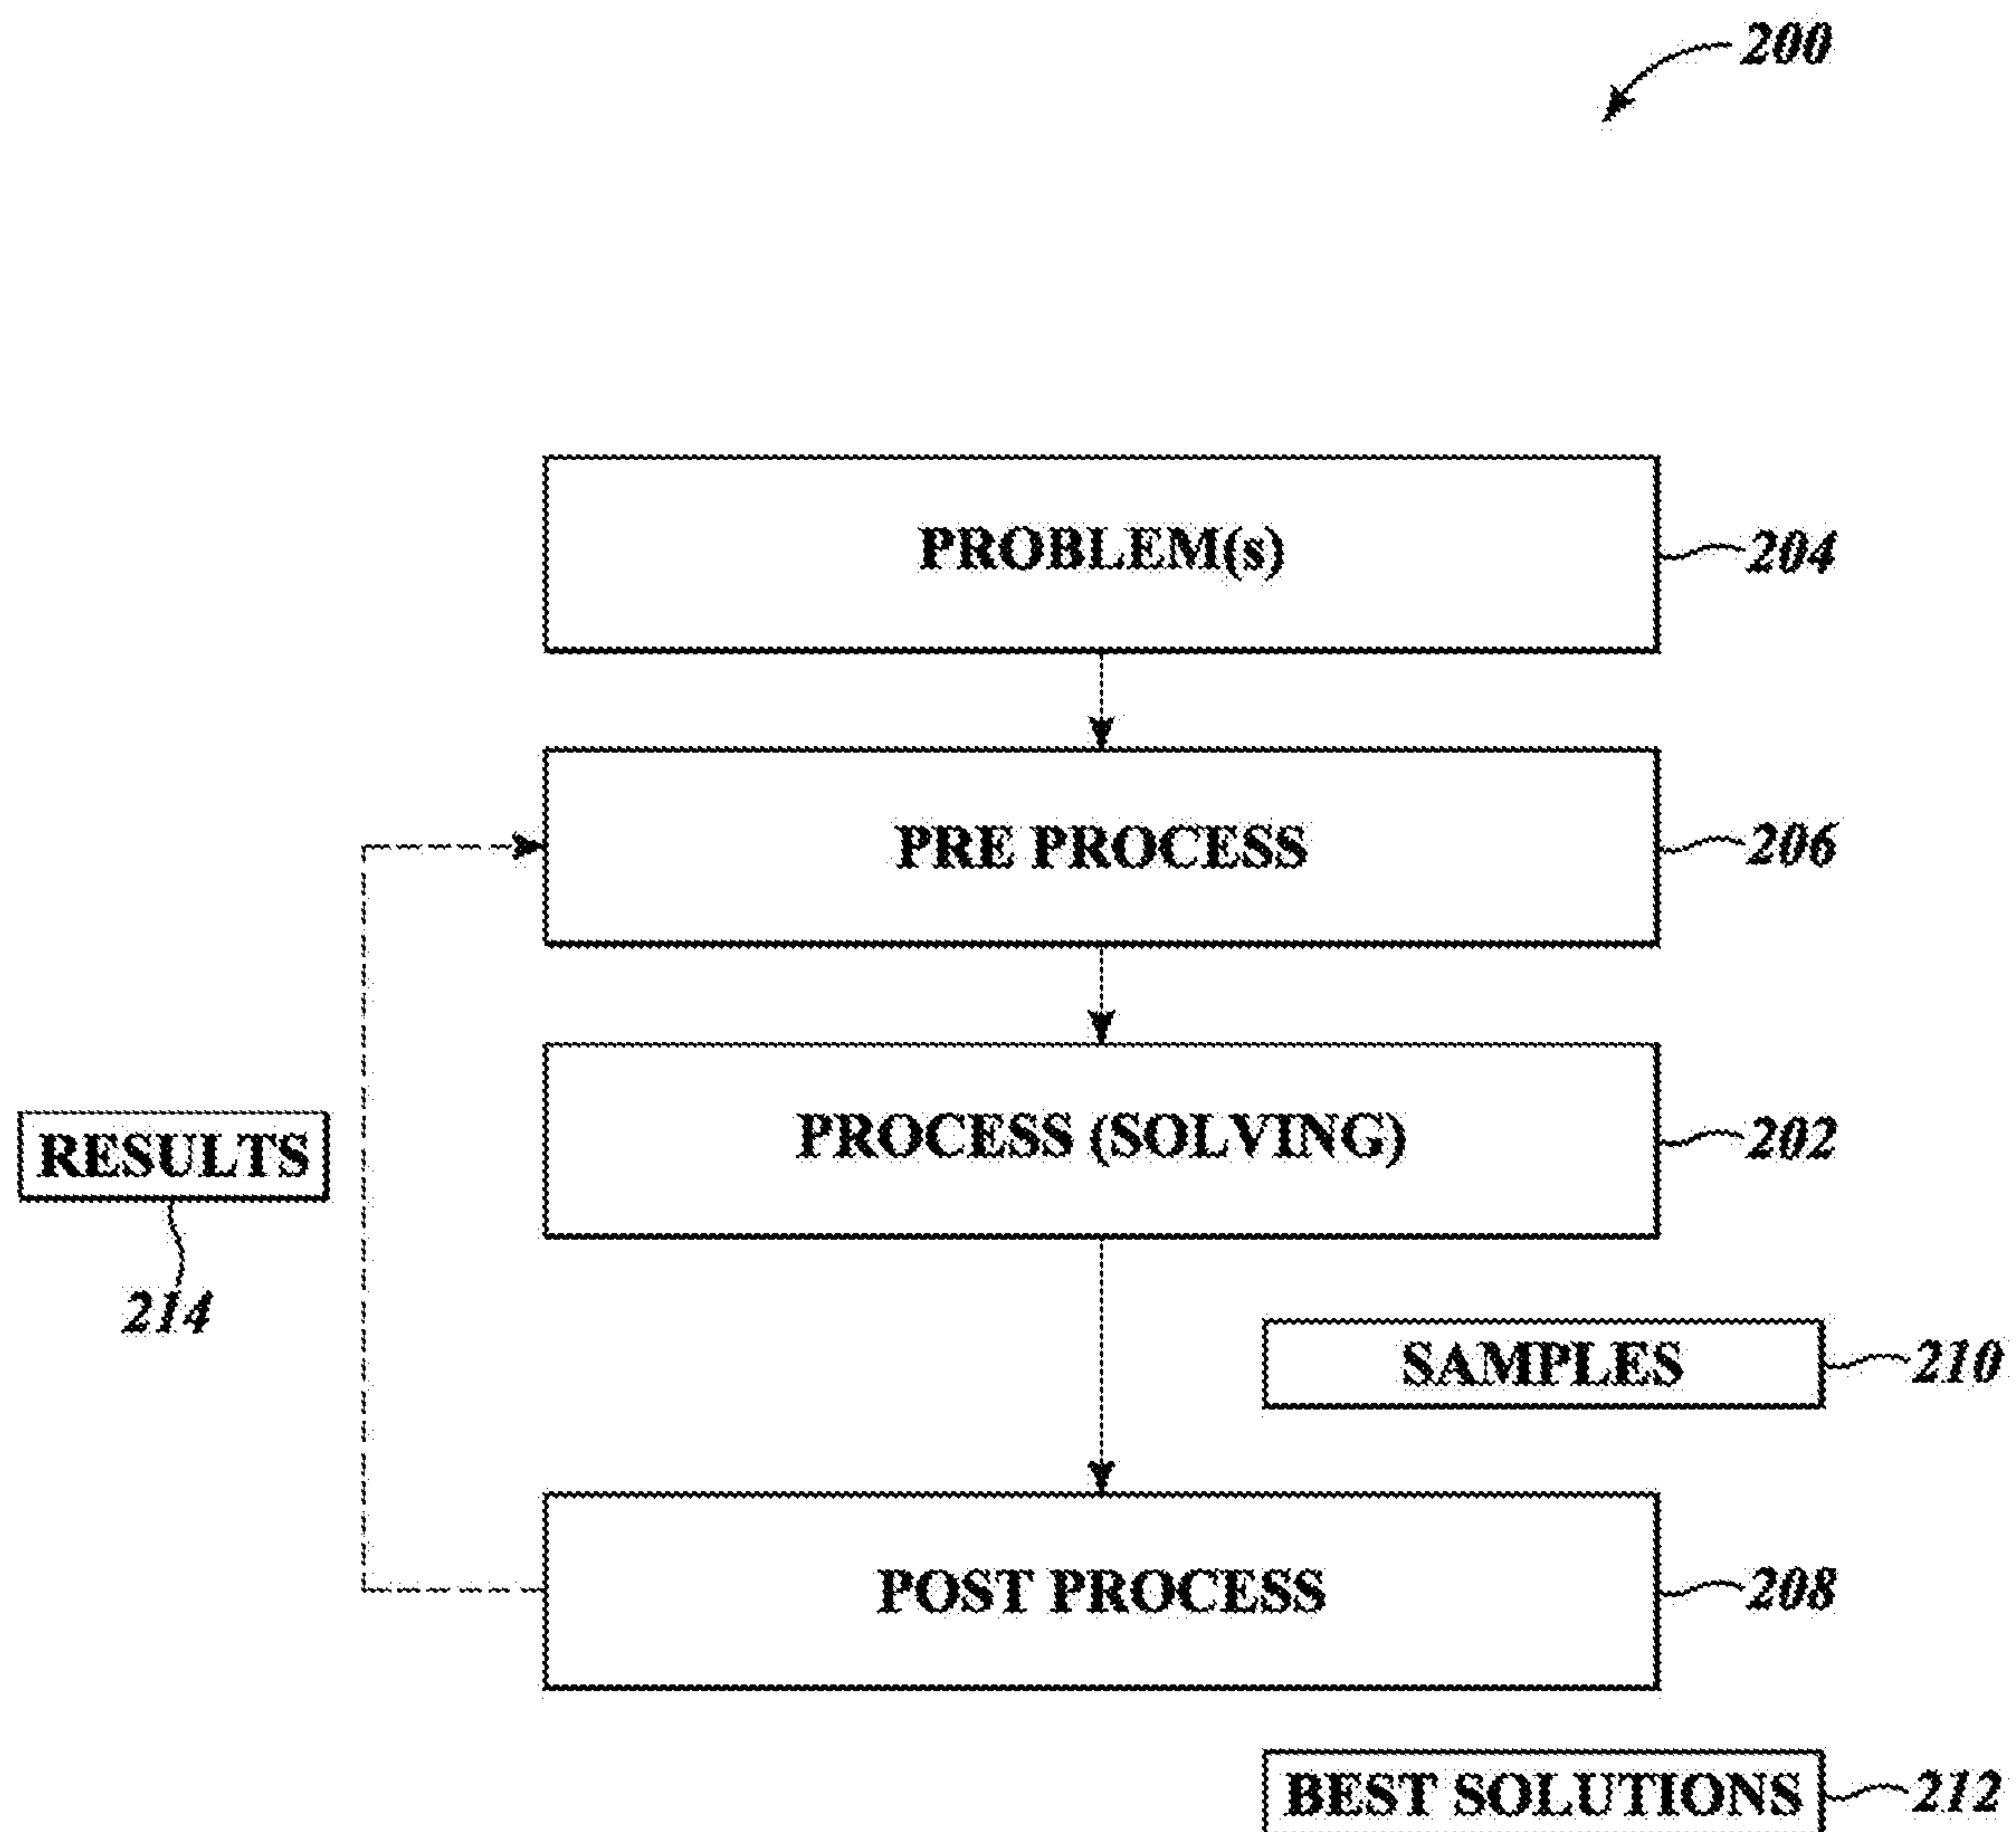 200
PROBLEM(s)
204
PRE PROCESS
206
PROCESS (SOLVING)
202
RESULTS
214
SAMPLES
210
POST PROCESS
208
BEST SOLUTIONS
212